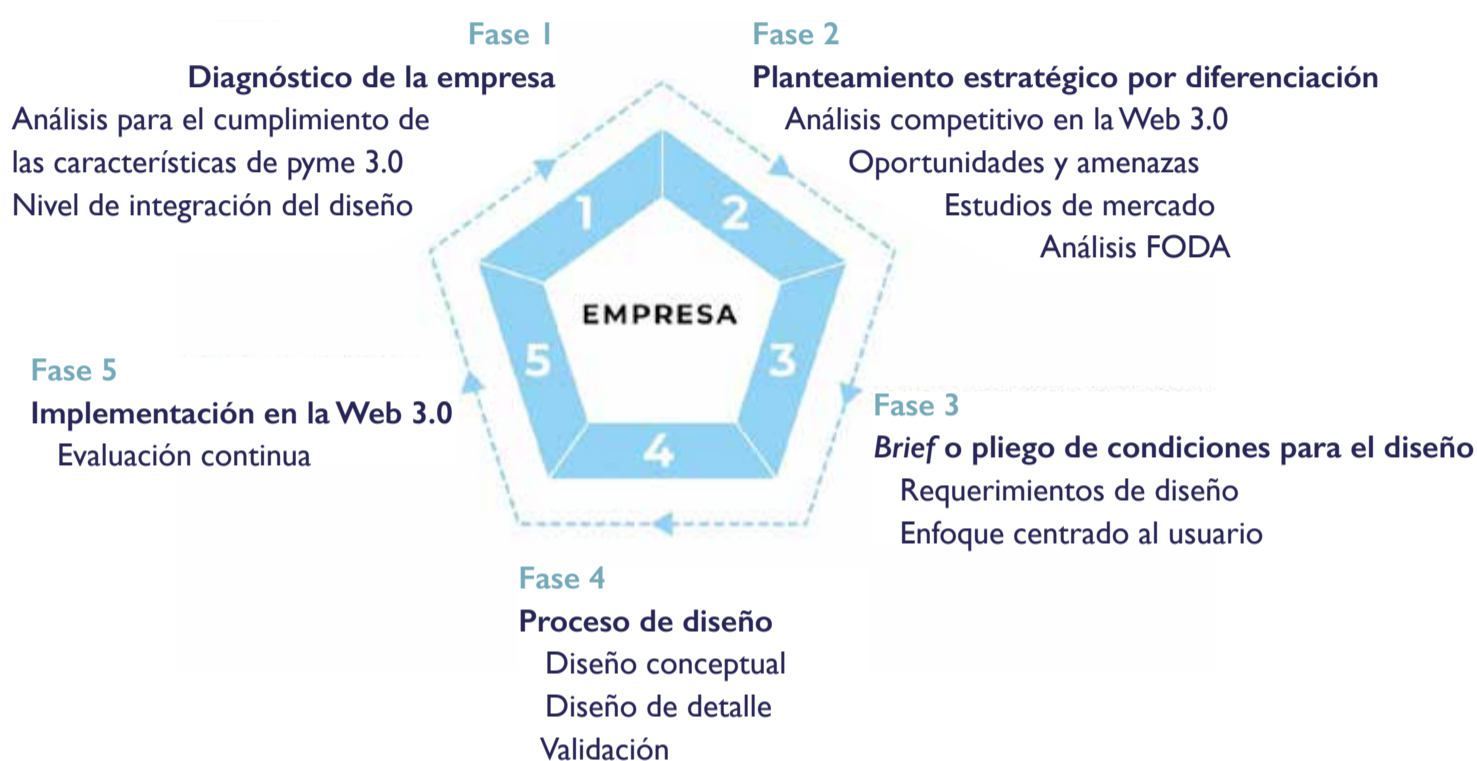 Fase 1
Diagnóstico de la empresa
Análisis para el cumplimiento de
las características de pyme 3.0
Nivel de integración del diseño
Fase 2
Planteamiento estratégico por diferenciación
Análisis competitivo en la Web 3.0
Oportunidades y amenazas
Estudios de mercado
Análisis FODA
1
2
EMPRESA
5
3
4
Fase 5
Implementación en la Web 3.0
Evaluación continua
Fase 3
Brief o pliego de condiciones para el diseño
Requerimientos de diseño
Enfoque centrado al usuario
Fase 4
Proceso de diseño
Diseño conceptual
Diseño de detalle
Validación